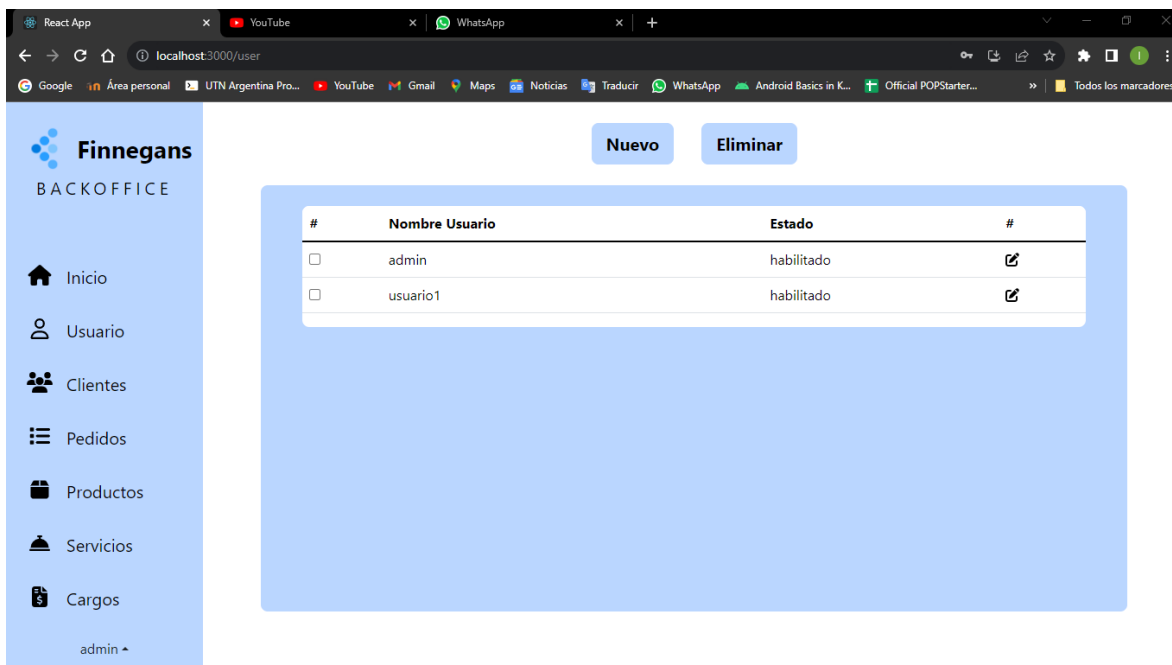 React App
YouTube
WhatsApp
localhost:3000/user
Google
Área personal
UTN Argentina Pro...
YouTube
Gmail
Maps
Noticias
Traducir
WhatsApp
Android Basics in K...
Official POPStarter...
»
Todos los marcadores
Finnegans
BACKOFFICE
Inicio
Usuario
Clientes
Pedidos
Productos
Servicios
Cargos
admin
Nuevo
Eliminar
# Nombre Usuario Estado #
admin habilitado
usuario1 habilitado